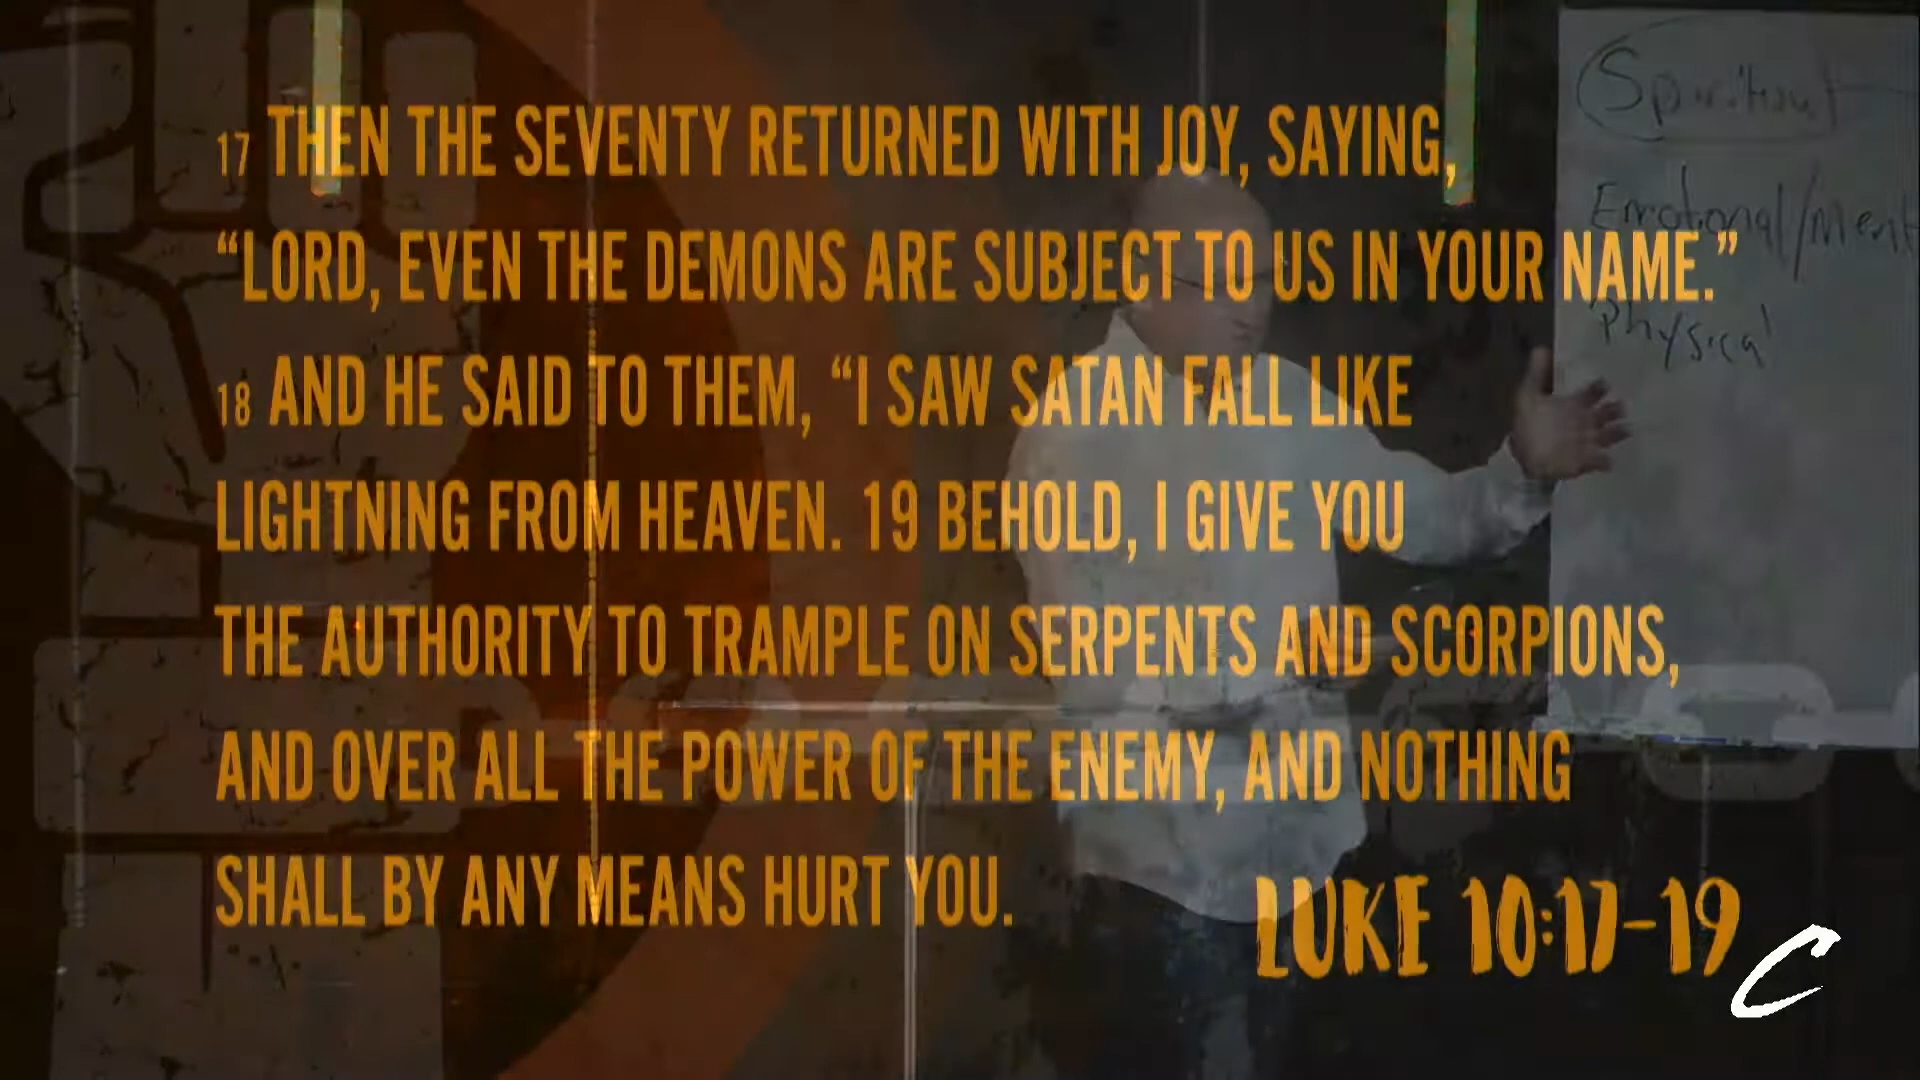 17 THEN THE SEVENTY RETURNED WITH JOY, SAYING,
“LORD, EVEN THE DEMONS ARE SUBJECT TO US IN YOUR NAME.”
18 AND HE SAID TO THEM, “I SAW SATAN FALL LIKE
LIGHTNING FROM HEAVEN. 19 BEHOLD, I GIVE YOU
THE AUTHORITY TO TRAMPLE ON SERPENTS AND SCORPIONS,
AND OVER ALL THE POWER OF THE ENEMY, AND NOTHING
SHALL BY ANY MEANS HURT YOU.
LUKE 10:17-19
C
Spiritual
Emotional/Ment
Physical